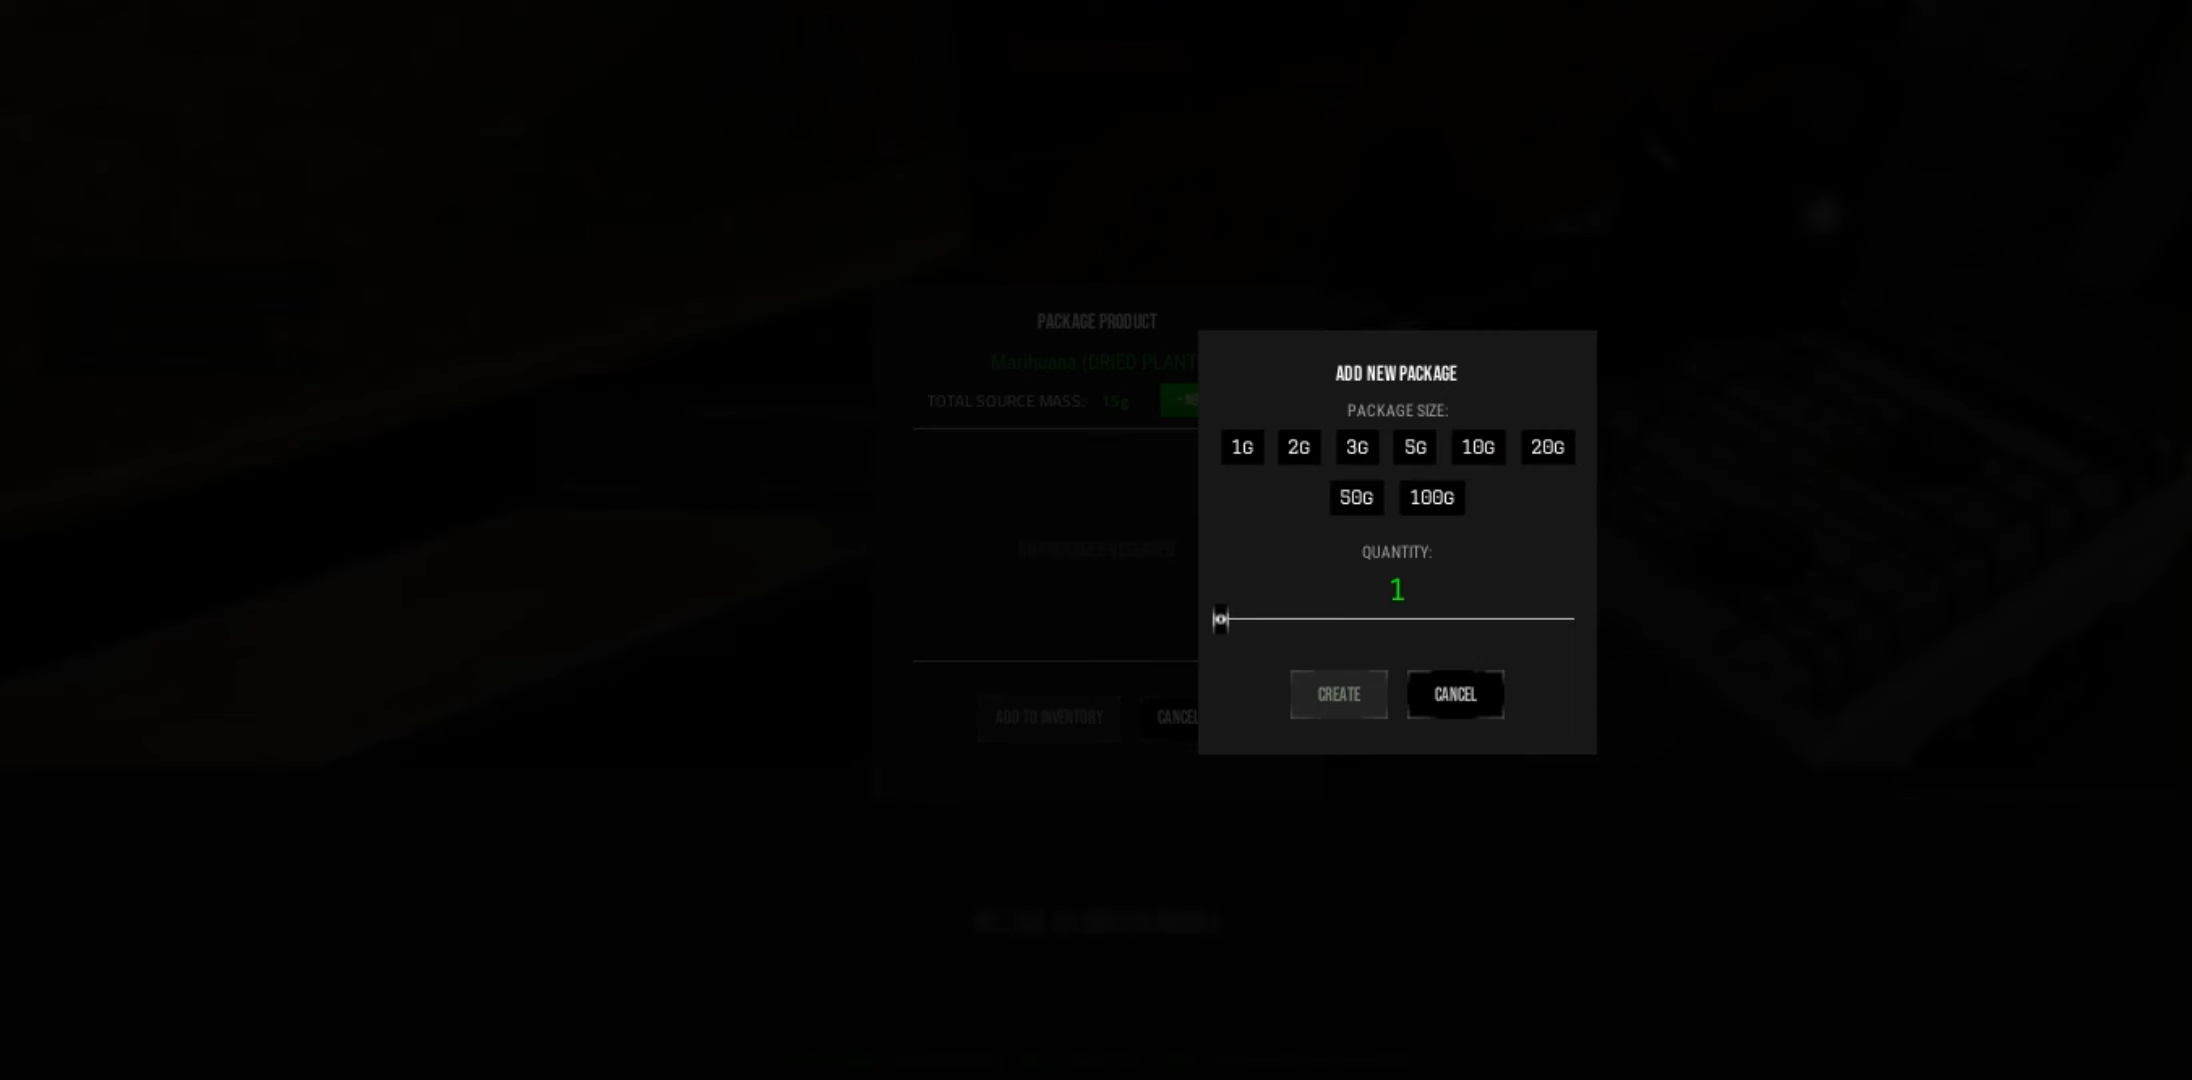 PACKAGE PRODUCT
Marihuana (DRIED PLANT
TOTAL SOURCE MASS: 15g
ADD NEW PACKAGE
PACKAGE SIZE:
1G 2G 3G 5G 10G 20G
50G 100G
QUANTITY:
1
CREATE CANCEL
ADD TO INVENTORY CANCEL